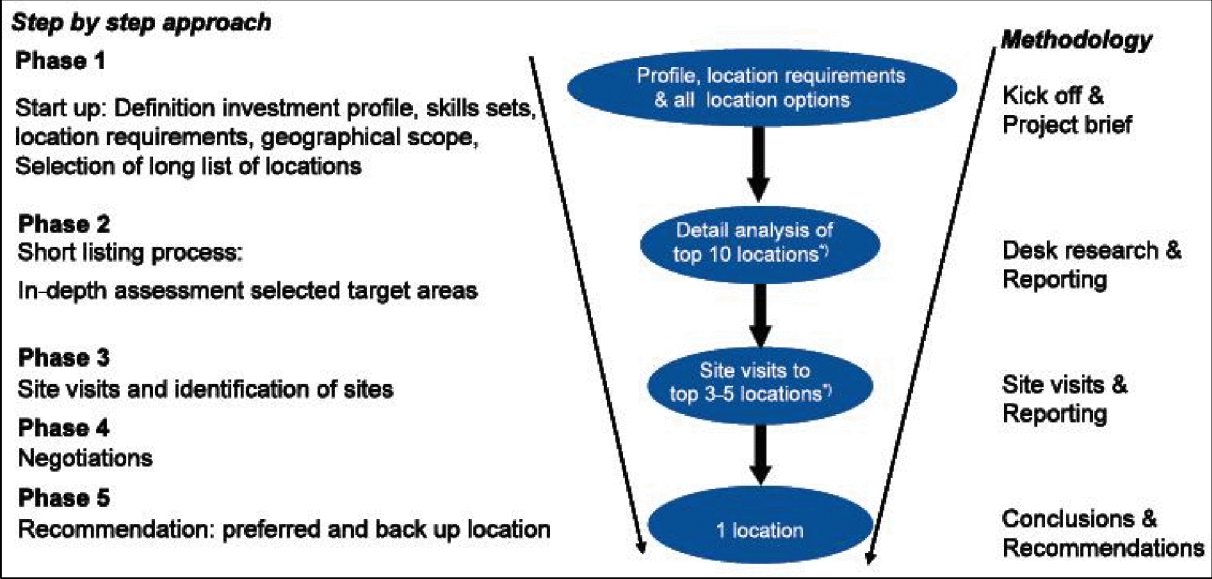 Step by step approach
Phase 1
Start up: Definition investment profile, skills sets,
location requirements, geographical scope,
Selection of long list of locations
Phase 2
Short listing process:
In-depth assessment selected target areas
Phase 3
Site visits and identification of sites
Phase 4
Negotiations
Phase 5
Recommendation: preferred and back up location
Profile, location requirements
& all location options
Detail analysis of
top 10 locations*)
Site visits to
top 3–5 locations*)
1 location
Methodology
Kick off &
Project brief
Desk research &
Reporting
Site visits &
Reporting
Conclusions &
Recommendations